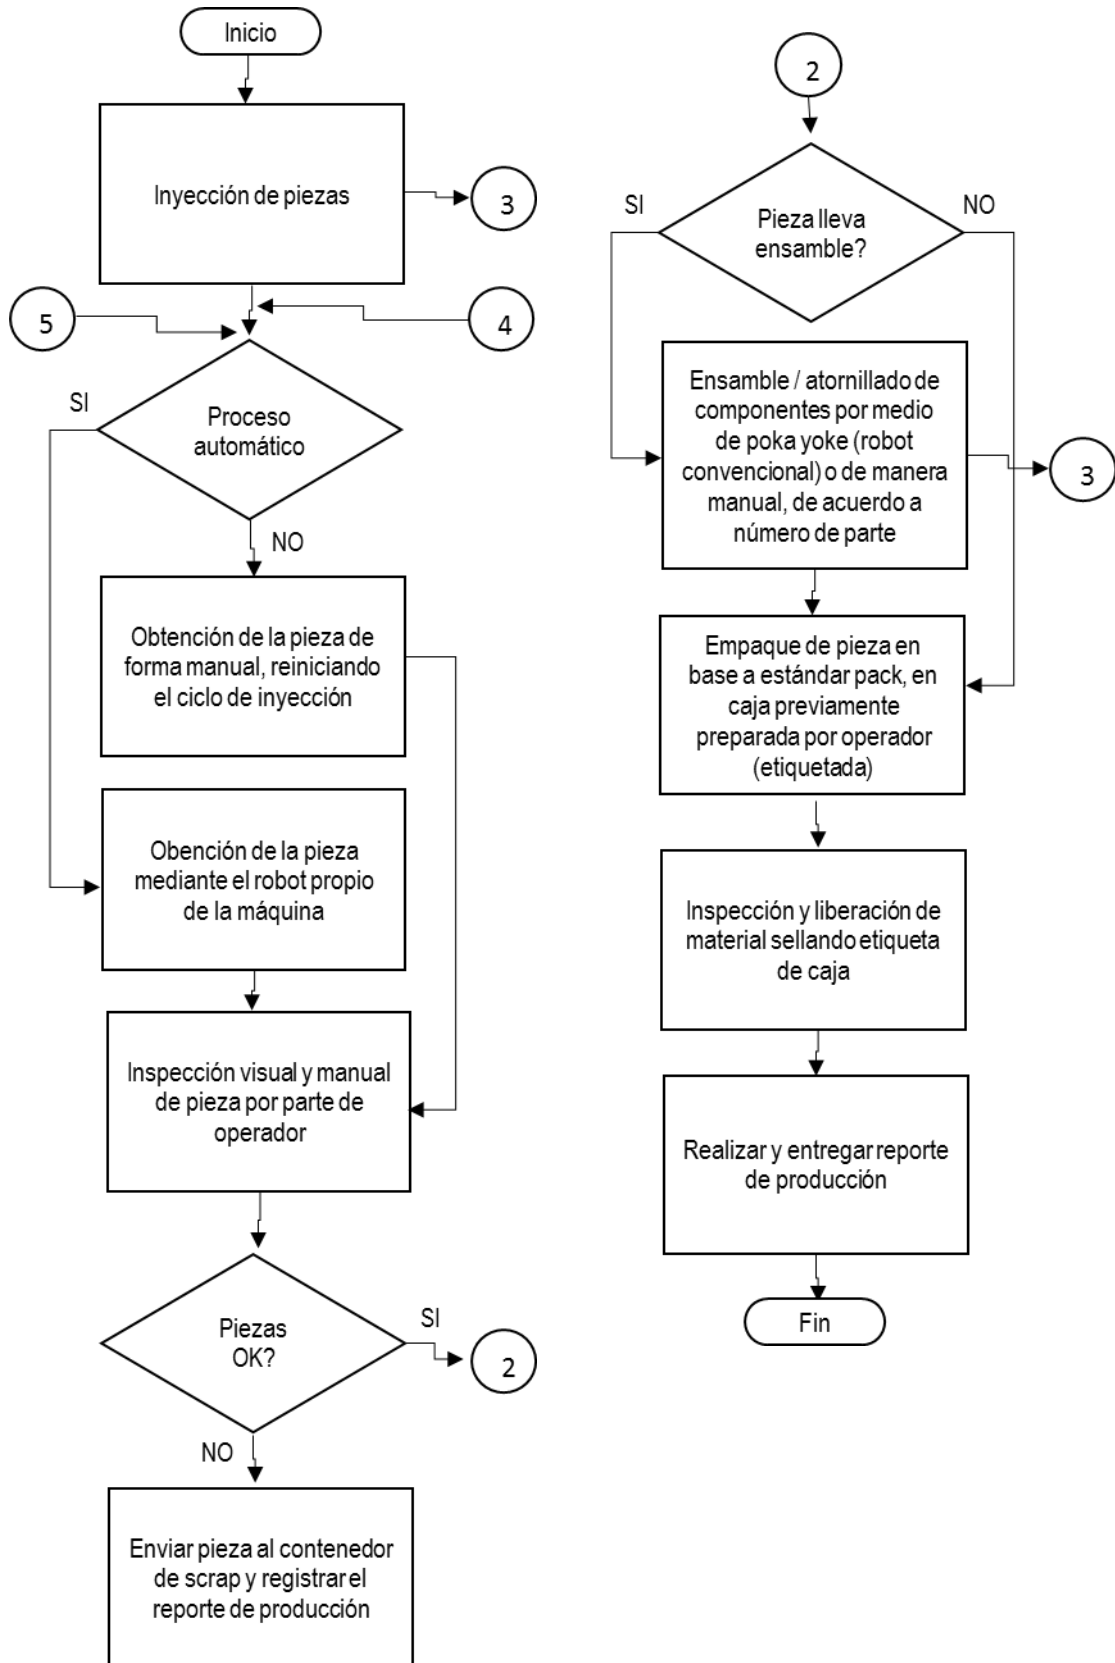 Inicio
Inyección de piezas
3
5
4
SI
Proceso
automático
NO
Obtención de la pieza de
forma manual, reiniciando
el ciclo de inyección
Obención de la pieza
mediante el robot propio
de la máquina
Inspección visual y manual
de pieza por parte de
operador
Piezas
OK?
SI
2
NO
Enviar pieza al contenedor
de scrap y registrar el
reporte de producción
2
SI
NO
Pieza lleva
ensamble?
Ensamble / atornillado de
componentes por medio
de poka yoke (robot
convencional) o de manera
manual, de acuerdo a
número de parte
3
Empaque de pieza en
base a estándar pack, en
caja previamente
preparada por operador
(etiquetada)
Inspección y liberación de
material sellando etiqueta
de caja
Realizar y entregar reporte
de producción
Fin